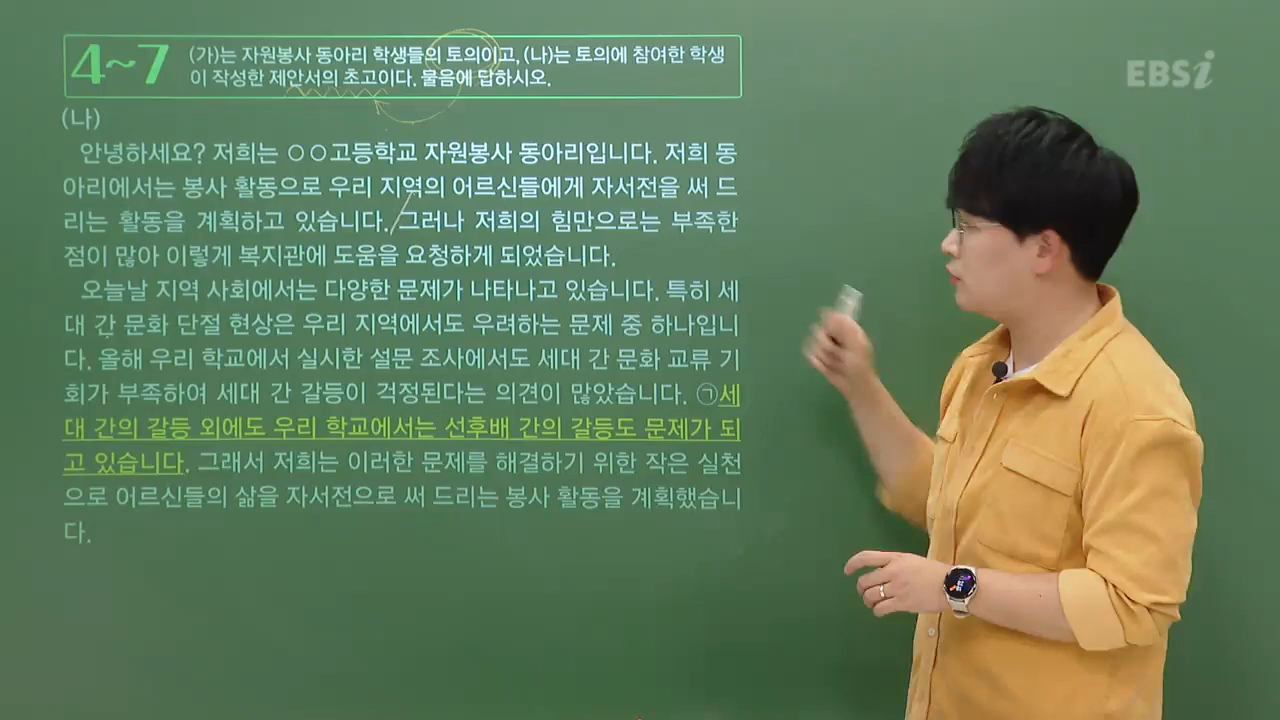 4~7
(가)는 자원봉사 동아리 학생들의 토의이고, (나)는 토의에 참여한 학생
이 작성한 제안서의 초고이다. 물음에 답하시오.
EBSi
(나)
안녕하세요? 저희는 ○○고등학교 자원봉사 동아리입니다. 저희 동
아리에서는 봉사 활동으로 우리 지역의 어르신들에게 자서전을 써 드
리는 활동을 계획하고 있습니다. 그러나 저희의 힘만으로는 부족한
점이 많아 이렇게 복지관에 도움을 요청하게 되었습니다.
오늘날 지역 사회에서는 다양한 문제가 나타나고 있습니다. 특히 세
대 간 문화 단절 현상은 우리 지역에서도 우려하는 문제 중 하나입니
다. 올해 우리 학교에서 실시한 설문 조사에서도 세대 간 문화 교류 기
회가 부족하여 세대 간 갈등이 걱정된다는 의견이 많았습니다. ㉠세
대 간의 갈등 외에도 우리 학교에서는 선후배 간의 갈등도 문제가 되
고 있습니다. 그래서 저희는 이러한 문제를 해결하기 위한 작은 실천
으로 어르신들의 삶을 자서전으로 써 드리는 봉사 활동을 계획했습니
다.